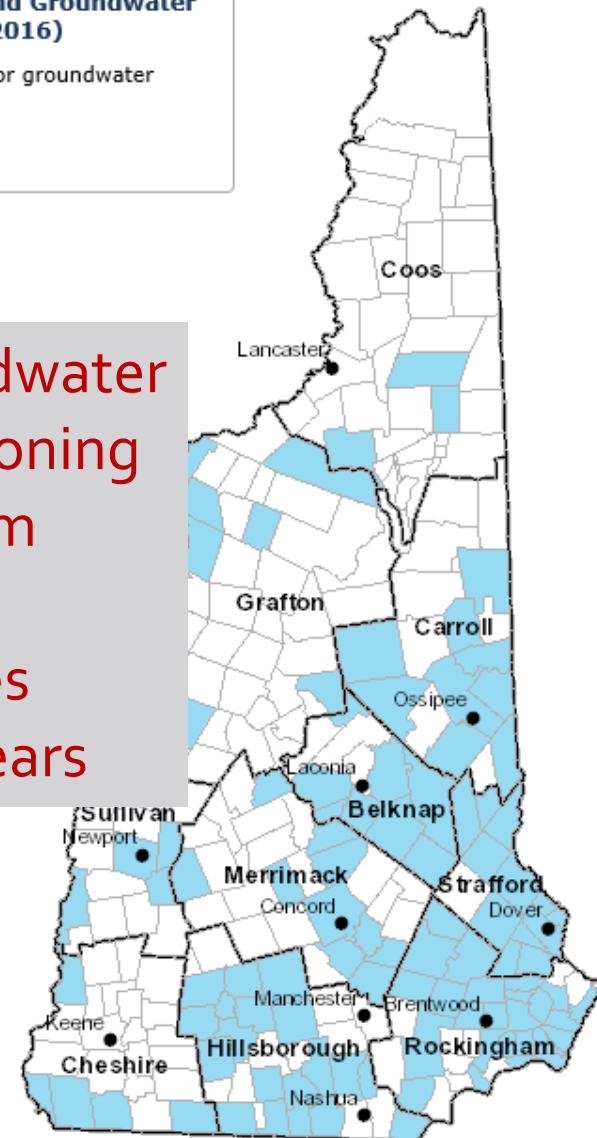 nd Groundwater
2016)
or groundwater
Coos
Lancaster
dwater
oning
m
es
ears
Grafton
Carroll
Ossipee
Laconia
Belknap
Sullivan
Newport
Merrimack
Strafford
Concord
Dover
Manchester
Brentwood
Keene
Hillsborough
Rockingham
Cheshire
Nashua